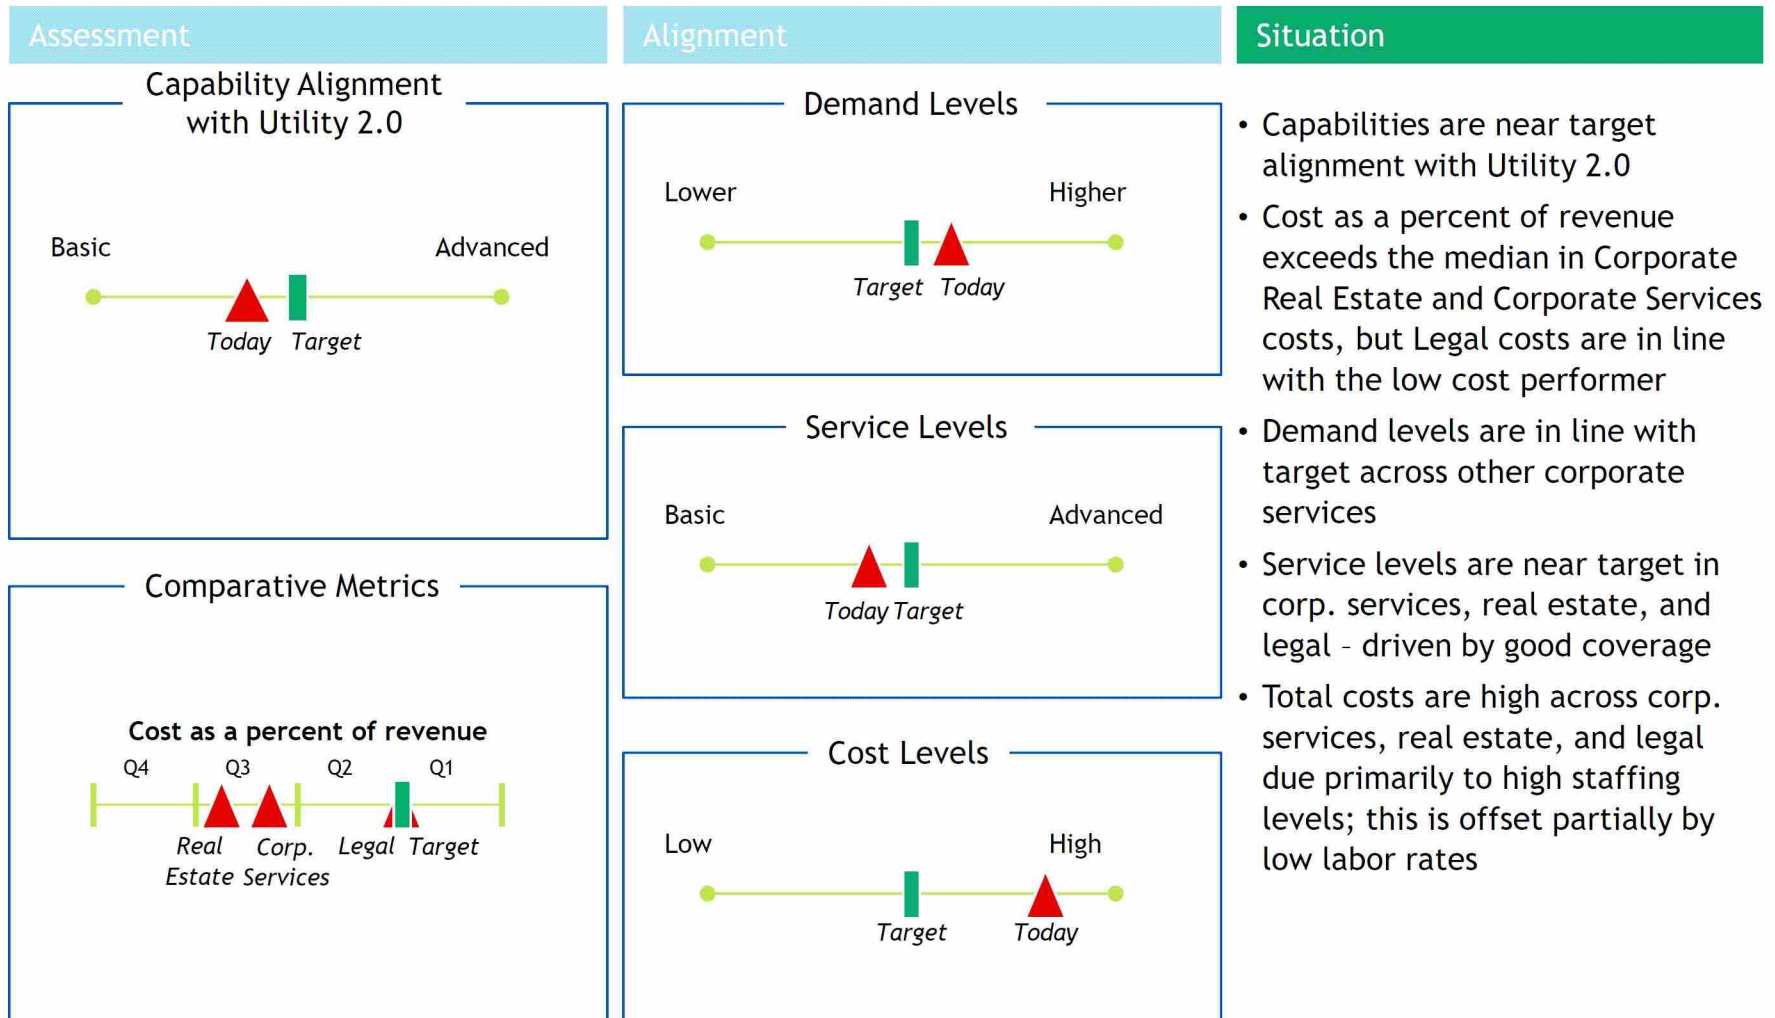 Assessment
Capability Alignment
with Utility 2.0
Basic
Advanced
Today
Target
Comparative Metrics
Cost as a percent of revenue
Q4
Q3
Q2
Q1
Real
Estate
Corp.
Services
Legal
Target
Alignment
Demand Levels
Lower
Higher
Target
Today
Service Levels
Basic
Advanced
Today
Target
Cost Levels
Low
High
Target
Today
Situation
• Capabilities are near target
alignment with Utility 2.0
• Cost as a percent of revenue
exceeds the median in Corporate
Real Estate and Corporate Services
costs, but Legal costs are in line
with the low cost performer
• Demand levels are in line with
target across other corporate
services
• Service levels are near target in
corp. services, real estate, and
legal – driven by good coverage
• Total costs are high across corp.
services, real estate, and legal
due primarily to high staffing
levels; this is offset partially by
low labor rates